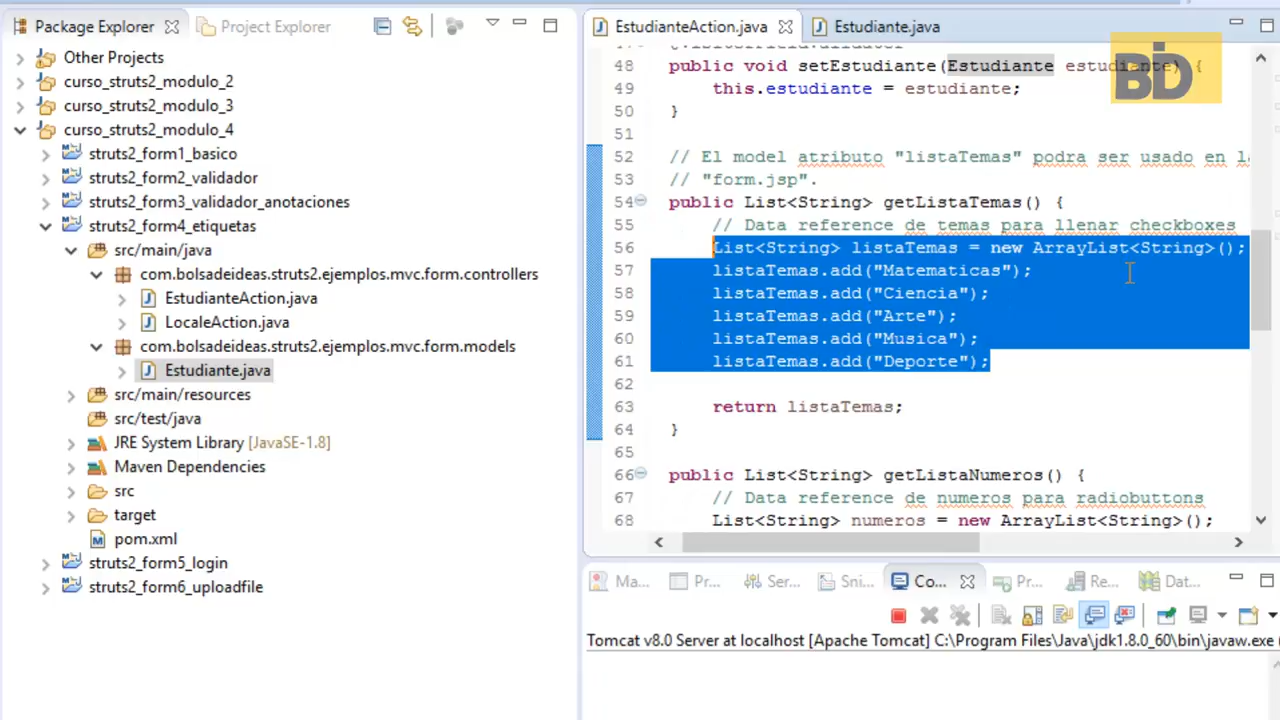 Package Explorer
Project Explorer
Other Projects
curso_struts2_modulo_2
curso_struts2_modulo_3
curso_struts2_modulo_4
struts2_form1_basico
struts2_form2_validador
struts2_form3_validador_anotaciones
struts2_form4_etiquetas
src/main/java
com.bolsadeideas.struts2.ejemplos.mvc.form.controllers
EstudianteAction.java
LocaleAction.java
com.bolsadeideas.struts2.ejemplos.mvc.form.models
Estudiante.java
src/main/resources
src/test/java
JRE System Library [JavaSE-1.8]
Maven Dependencies
src
target
pom.xml
struts2_form5_login
struts2_form6_uploadfile
EstudianteAction.java
Estudiante.java
BD
48 public void setEstudiante(Estudiante estudiante) {
49 this.estudiante = estudiante;
50 }
51
52 // El model atributo "listaTemas" podra ser usado en l
53 // "form.jsp".
54 public List<String> getListaTemas() {
55 // Data reference de temas para llenar checkboxes
56 List<String> listaTemas = new ArrayList<String>();
57 listaTemas.add("Matematicas");
58 listaTemas.add("Ciencia");
59 listaTemas.add("Arte");
60 listaTemas.add("Musica");
61 listaTemas.add("Deporte");
62
63 return listaTemas;
64 }
65
66 public List<String> getListaNumeros() {
67 // Data reference de numeros para radiobuttons
68 List<String> numeros = new ArrayList<String>();
Ma... Pr... Ser... Sni... Co... Pr... Re... Dat...
Tomcat v8.0 Server at localhost [Apache Tomcat] C:\Program Files\Java\jdk1.8.0_60\bin\javaw.exe